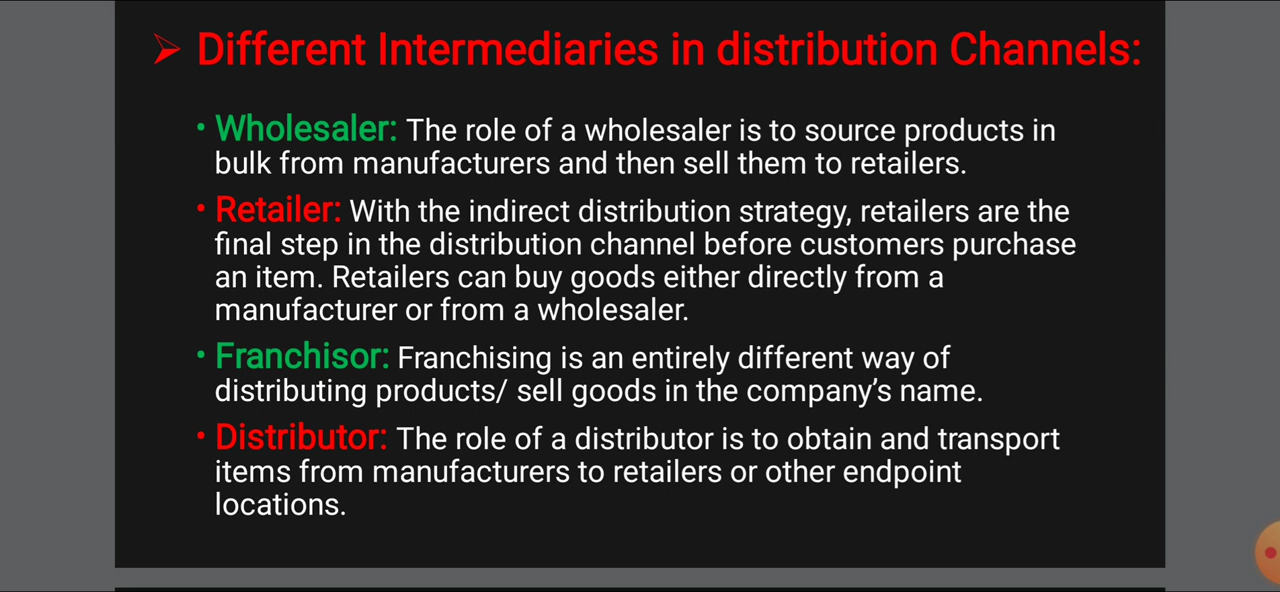 ➢ Different Intermediaries in distribution Channels:
• Wholesaler: The role of a wholesaler is to source products in
bulk from manufacturers and then sell them to retailers.
• Retailer: With the indirect distribution strategy, retailers are the
final step in the distribution channel before customers purchase
an item. Retailers can buy goods either directly from a
manufacturer or from a wholesaler.
• Franchisor: Franchising is an entirely different way of
distributing products/ sell goods in the company’s name.
• Distributor: The role of a distributor is to obtain and transport
items from manufacturers to retailers or other endpoint
locations.